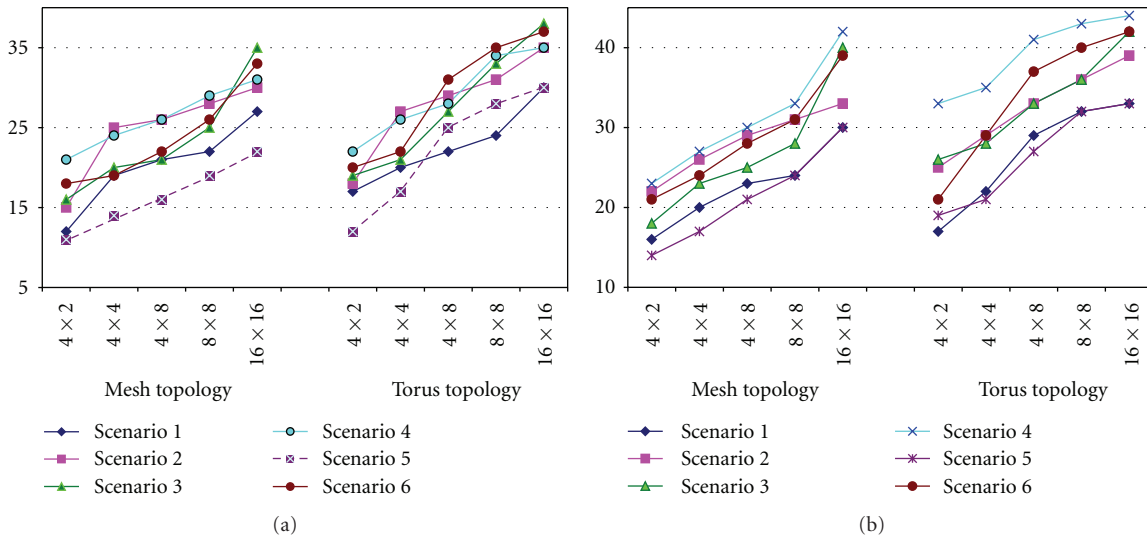 35
25
15
5
4 × 2
4 × 4
4 × 8
8 × 8
16 × 16
4 × 2
4 × 4
4 × 8
8 × 8
16 × 16
Mesh topology
Torus topology
Scenario 1
Scenario 4
Scenario 2
Scenario 5
Scenario 3
Scenario 6
(a)
40
30
20
10
4 × 2
4 × 4
4 × 8
8 × 8
16 × 16
4 × 2
4 × 4
4 × 8
8 × 8
16 × 16
Mesh topology
Torus topology
Scenario 1
Scenario 4
Scenario 2
Scenario 5
Scenario 3
Scenario 6
(b)